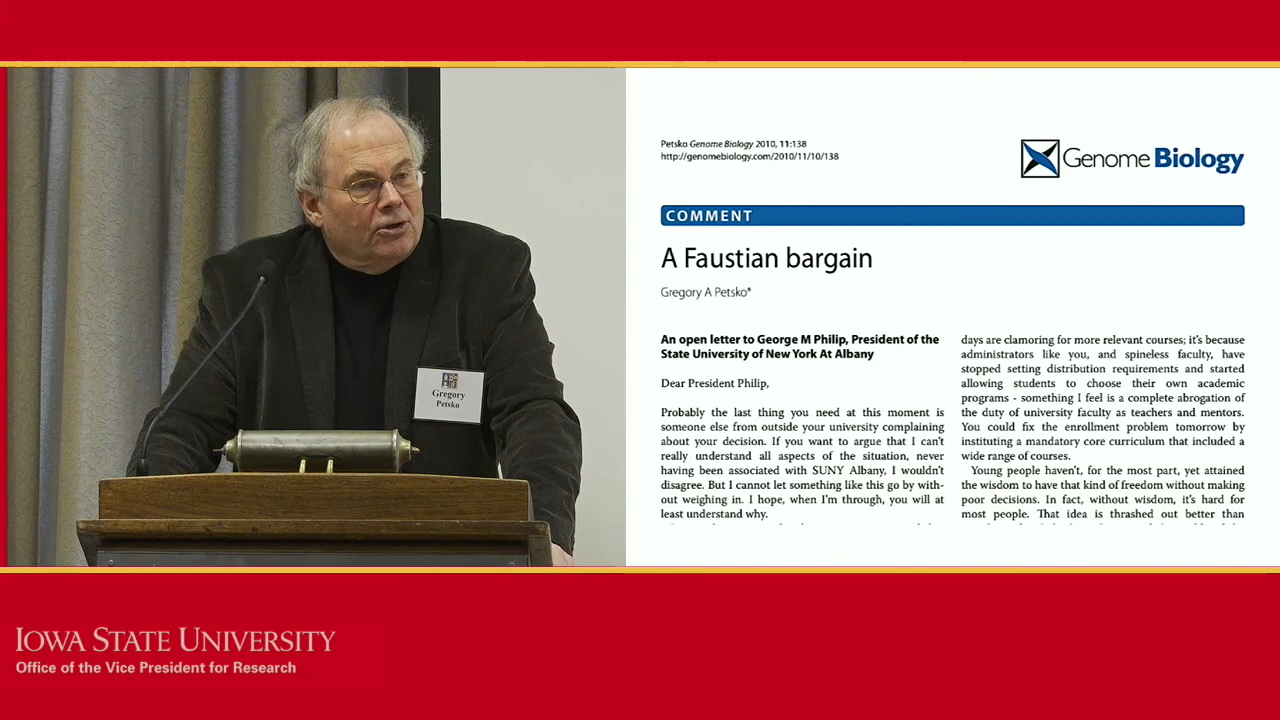 Gregory
Petsko
Petsko Genome Biology 2010, 11:138
http://genomebiology.com/2010/11/10/138
Genome Biology
COMMENT
A Faustian bargain
Gregory A Petsko*
An open letter to George M Philip, President of the
State University of New York At Albany
Dear President Philip,
Probably the last thing you need at this moment is
someone else from outside your university complaining
about your decision. If you want to argue that I can't
really understand all aspects of the situation, never
having been associated with SUNY Albany, I wouldn't
disagree. But I cannot let something like this go by with-
out weighing in. I hope, when I'm through, you will at
least understand why.
days are clamoring for more relevant courses; it's because
administrators like you, and spineless faculty, have
stopped setting distribution requirements and started
allowing students to choose their own academic
programs - something I feel is a complete abrogation of
the duty of university faculty as teachers and mentors.
You could fix the enrollment problem tomorrow by
instituting a mandatory core curriculum that included a
wide range of courses.
Young people haven't, for the most part, yet attained
the wisdom to have that kind of freedom without making
poor decisions. In fact, without wisdom, it's hard for
most people. That idea is thrashed out better than
IOWA STATE UNIVERSITY
Office of the Vice President for Research